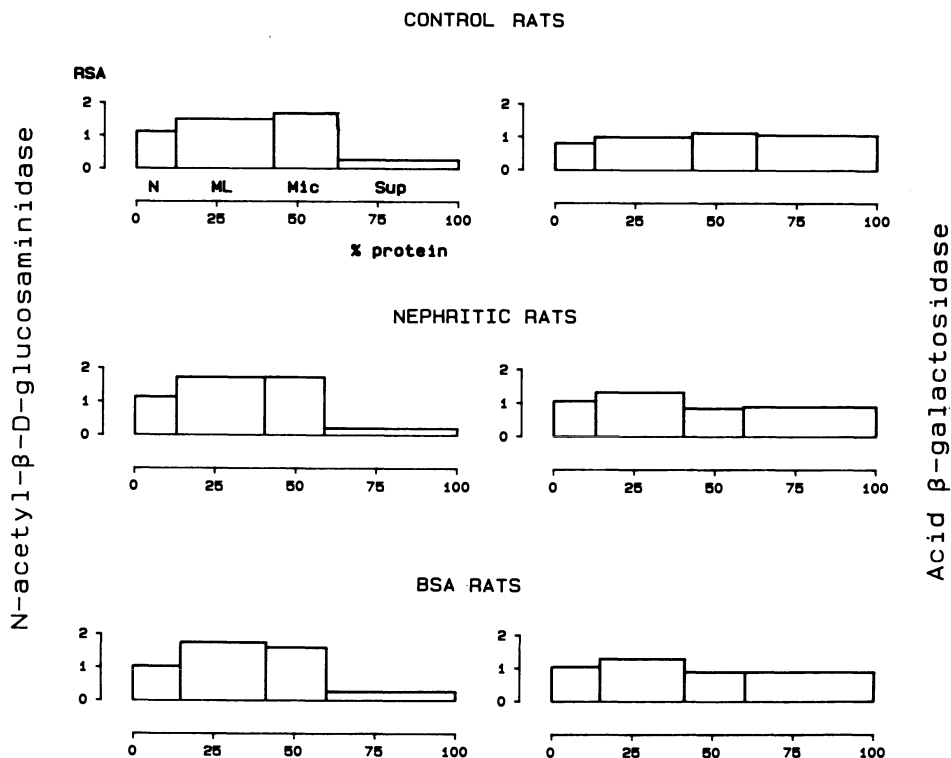 CONTROL RATS
RSA
2
1
0
N ML Mic Sup
0 25 50 75 100
% protein
2
1
0
0 25 50 75 100
NEPHRITIC RATS
2
1
0
0 25 50 75 100
2
1
0
0 25 50 75 100
BSA RATS
2
1
0
0 25 50 75 100
2
1
0
0 25 50 75 100
N-acetyl-β-D-glucosaminidase
Acid β-galactosidase